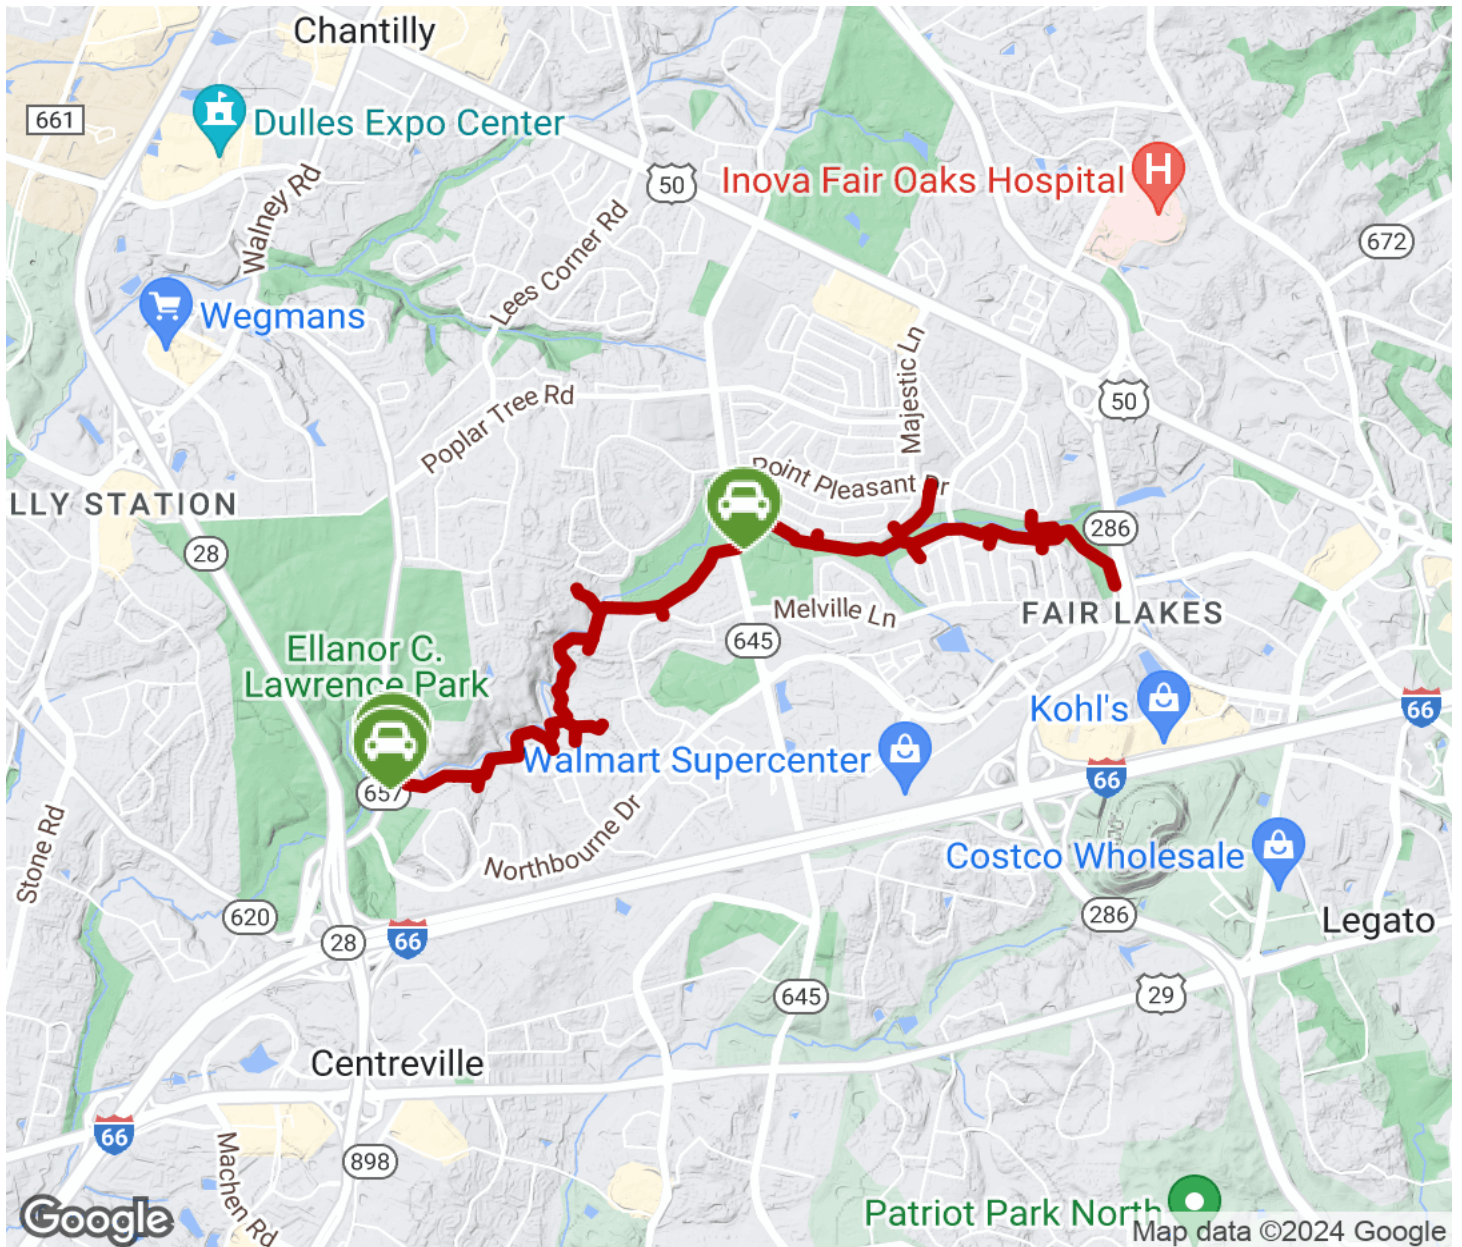 Chantilly
661
Dulles Expo Center
50
Inova Fair Oaks Hospital
H
Walney Rd
Lees Corner Rd
672
Wegmans
Majestic Ln
Poplar Tree Rd
50
Point Pleasant Dr
LLY STATION
28
286
Melville Ln
FAIR LAKES
645
Ellanor C.
Lawrence Park
Kohl's
66
Walmart Supercenter
66
657
Northbourne Dr
Stone Rd
Costco Wholesale
620
28
66
286
Legato
645
29
Centreville
66
Machen Rd
898
Patriot Park North
Google
Map data ©2024 Google